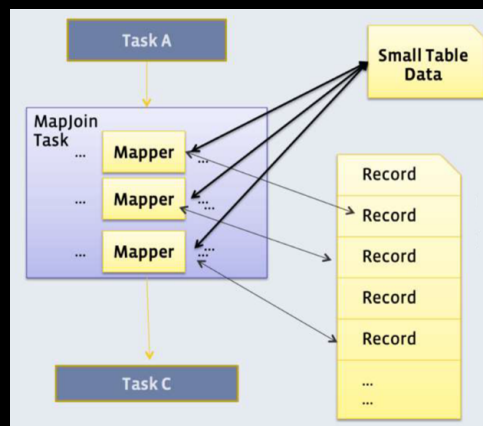 Task A
Small Table
Data
MapJoin
Task
... Mapper ...
... Mapper ...
... Mapper ...
Task C
Record
Record
Record
Record
Record
...
...